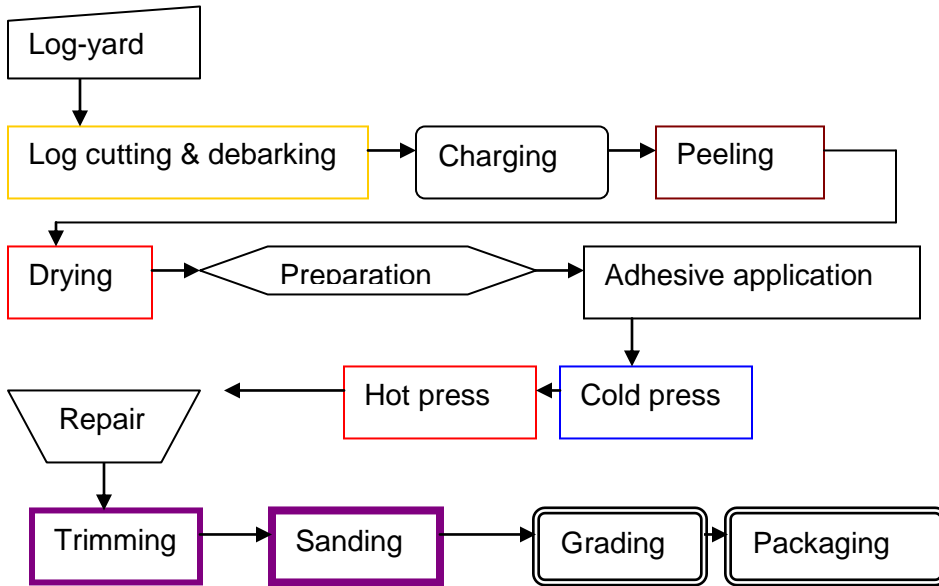 Log-yard
Log cutting & debarking
Charging
Peeling
Drying
Preparation
Adhesive application
Hot press
Cold press
Repair
Trimming
Sanding
Grading
Packaging